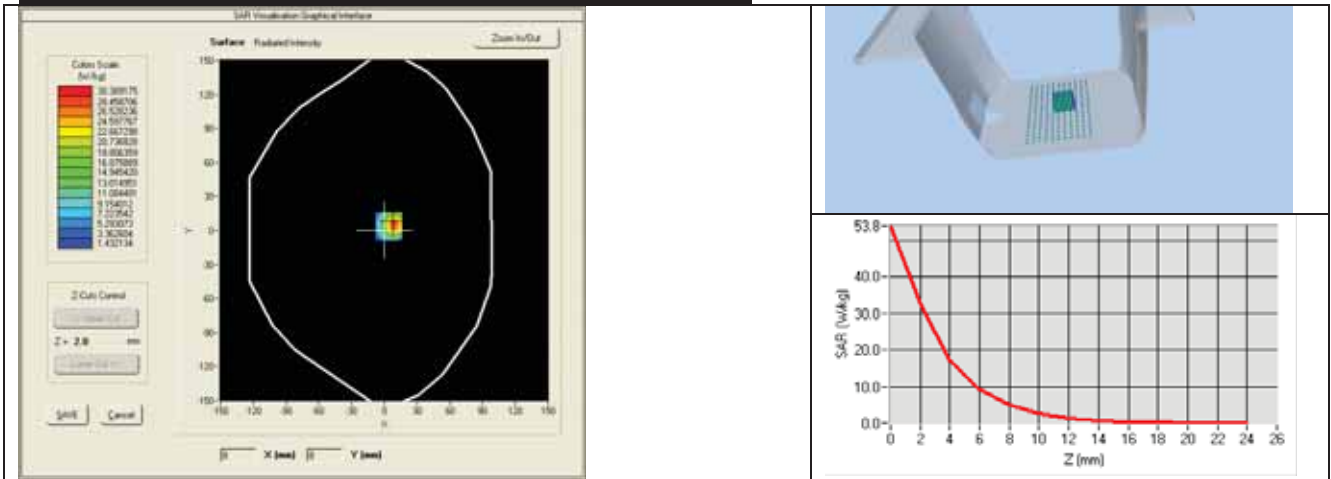 SAR Visualisation Graphical Interface
Surface Radiated Intensity
Zoom In/Out
Colors Scale
(W/kg)
30.389175
28.458706
26.528236
24.597767
22.667298
20.736828
18.806359
16.875889
14.945420
13.014951
11.084481
9.154012
7.223542
5.293073
3.362604
1.432134
150
120
90
60
30
0
-30
-60
-90
-120
-150
Y
-150 -120 -90 -60 -30 0 30 60 90 120 150
X
Z Cuts Control
Z = 2.0 mm
SAVE Cancel
0 X (mm) 0 Y (mm)
53.8
40.0
30.0
20.0
10.0
0.0
SAR (W/kg)
0 2 4 6 8 10 12 14 16 18 20 22 24 26
Z (mm)